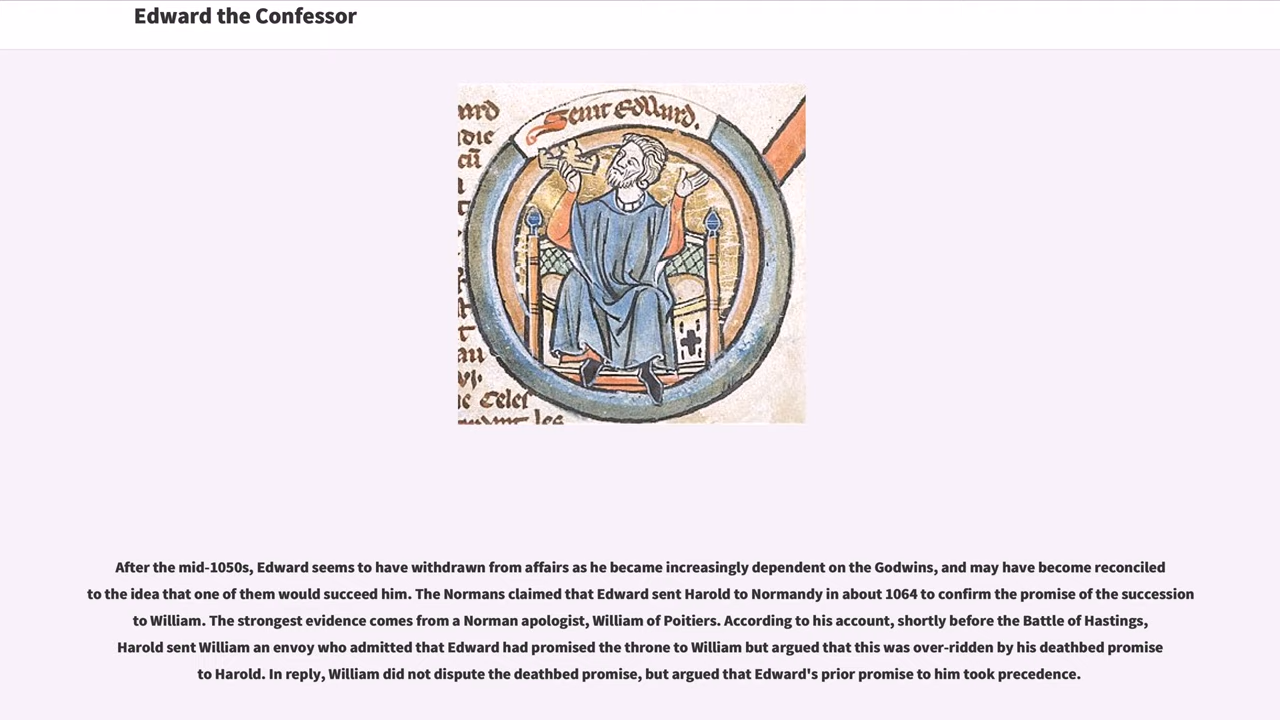 Edward the Confessor
Seint Edward.
After the mid-1050s, Edward seems to have withdrawn from affairs as he became increasingly dependent on the Godwins, and may have become reconciled
to the idea that one of them would succeed him. The Normans claimed that Edward sent Harold to Normandy in about 1064 to confirm the promise of the succession
to William. The strongest evidence comes from a Norman apologist, William of Poitiers. According to his account, shortly before the Battle of Hastings,
Harold sent William an envoy who admitted that Edward had promised the throne to William but argued that this was over-ridden by his deathbed promise
to Harold. In reply, William did not dispute the deathbed promise, but argued that Edward's prior promise to him took precedence.